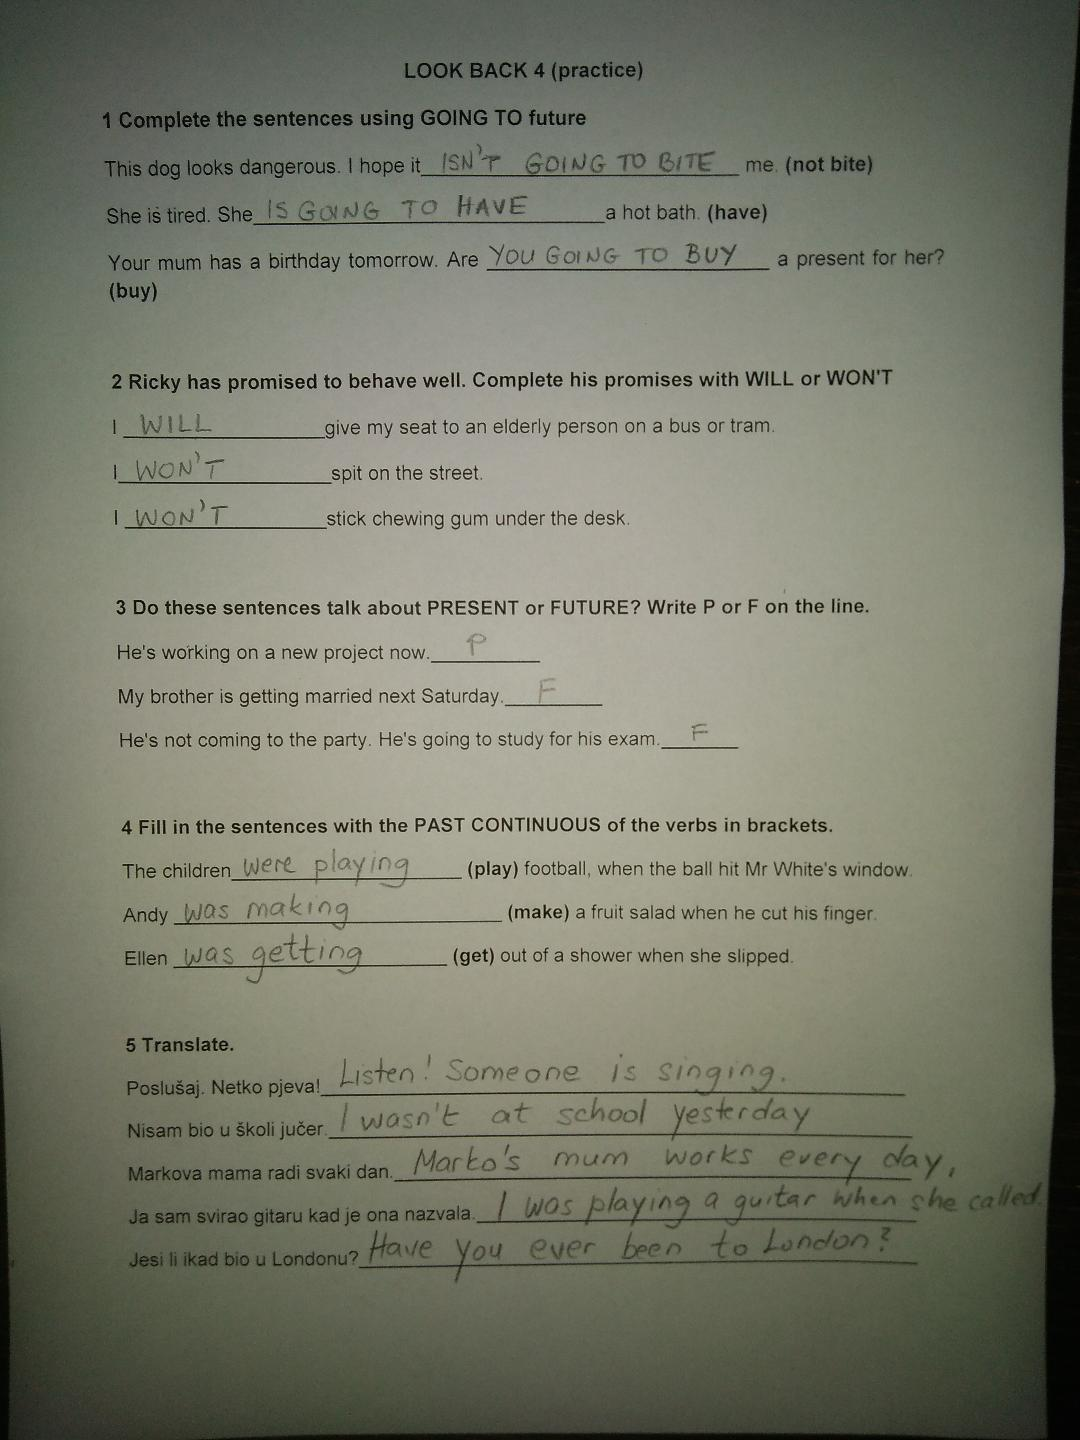 LOOK BACK 4 (practice)
1 Complete the sentences using GOING TO future
This dog looks dangerous. I hope it ISN'T GOING TO BITE me. (not bite)
She is tired. She IS GOING TO HAVE a hot bath. (have)
Your mum has a birthday tomorrow. Are YOU GOING TO BUY a present for her?
(buy)
2 Ricky has promised to behave well. Complete his promises with WILL or WON'T
I WILL give my seat to an elderly person on a bus or tram.
I WON'T spit on the street.
I WON'T stick chewing gum under the desk.
3 Do these sentences talk about PRESENT or FUTURE? Write P or F on the line.
He's working on a new project now. P
My brother is getting married next Saturday. F
He's not coming to the party. He's going to study for his exam. F
4 Fill in the sentences with the PAST CONTINUOUS of the verbs in brackets.
The children were playing (play) football, when the ball hit Mr White's window.
Andy was making (make) a fruit salad when he cut his finger.
Ellen was getting (get) out of a shower when she slipped.
5 Translate.
Poslušaj. Netko pjeva! Listen! Someone is singing.
Nisam bio u školi jučer. I wasn't at school yesterday
Markova mama radi svaki dan. Marko's mum works every day,
Ja sam svirao gitaru kad je ona nazvala. I was playing a guitar when she called.
Jesi li ikad bio u Londonu? Have you ever been to London?